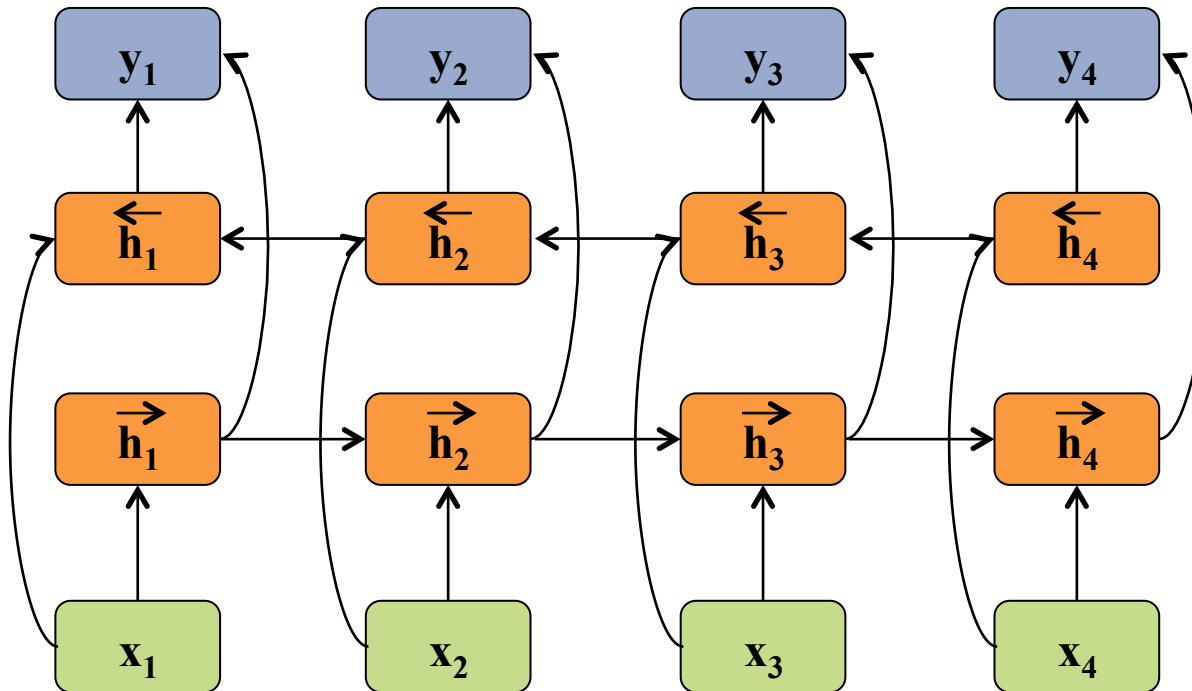 y₁ y₂ y₃ y₄
←h₁ ←h₂ ←h₃ ←h₄
→h₁ →h₂ →h₃ →h₄
x₁ x₂ x₃ x₄